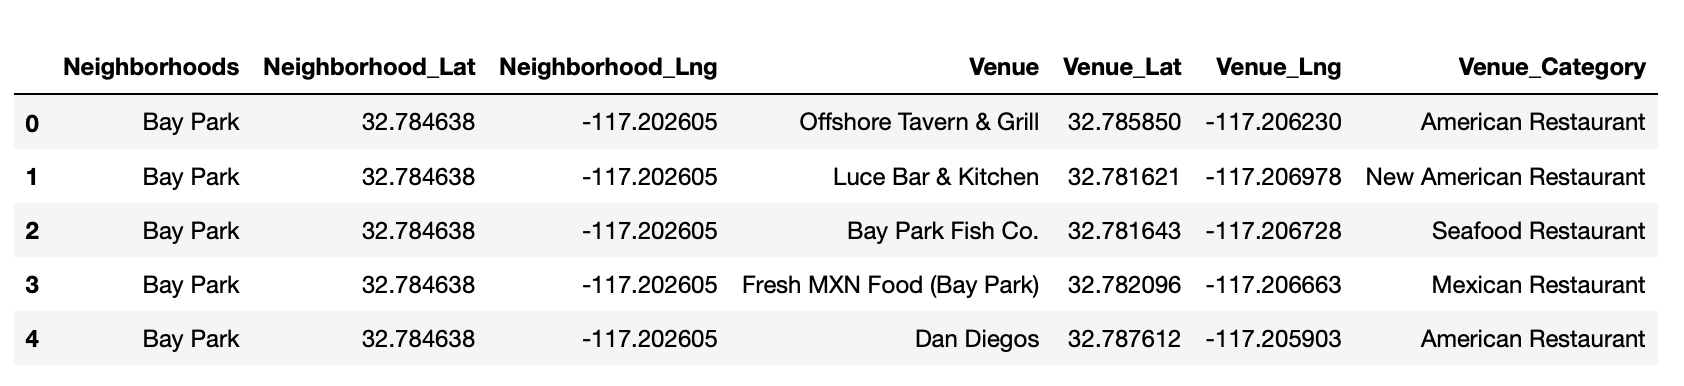 Neighborhoods Neighborhood_Lat Neighborhood_Lng Venue Venue_Lat Venue_Lng Venue_Category
0 Bay Park 32.784638 -117.202605 Offshore Tavern & Grill 32.785850 -117.206230 American Restaurant
1 Bay Park 32.784638 -117.202605 Luce Bar & Kitchen 32.781621 -117.206978 New American Restaurant
2 Bay Park 32.784638 -117.202605 Bay Park Fish Co. 32.781643 -117.206728 Seafood Restaurant
3 Bay Park 32.784638 -117.202605 Fresh MXN Food (Bay Park) 32.782096 -117.206663 Mexican Restaurant
4 Bay Park 32.784638 -117.202605 Dan Diegos 32.787612 -117.205903 American Restaurant